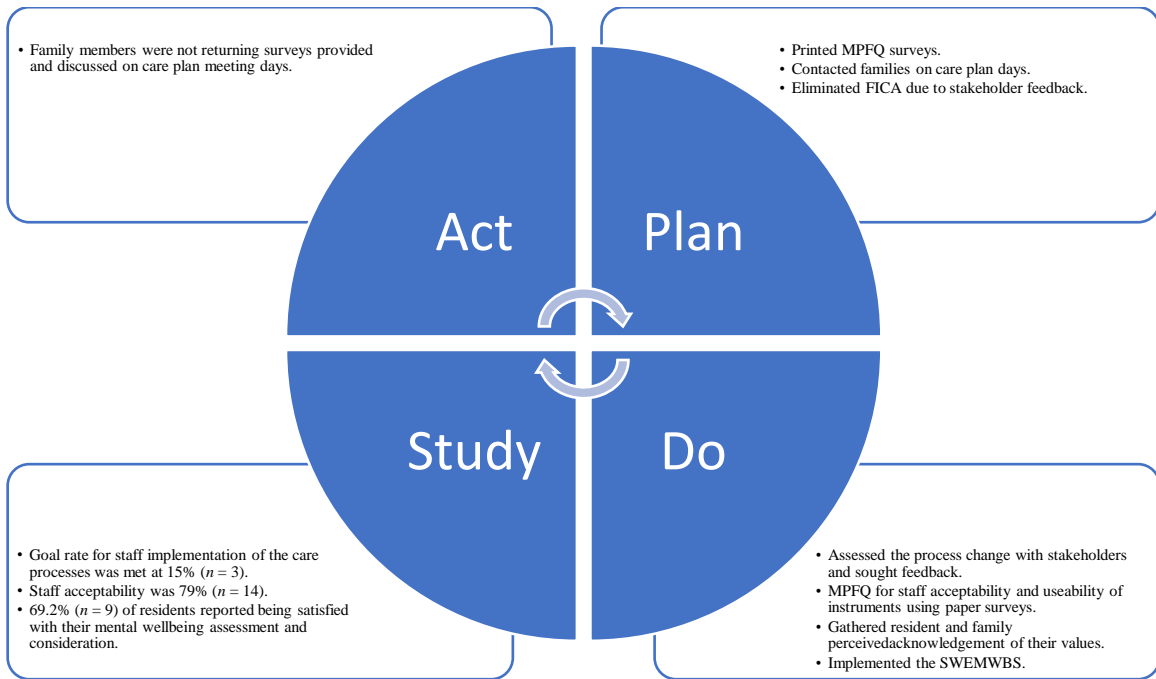 • Family members were not returning surveys provided
and discussed on care plan meeting days.
• Printed MPFQ surveys.
• Contacted families on care plan days.
• Eliminated FICA due to stakeholder feedback.
Act
Plan
Study
Do
• Goal rate for staff implementation of the care
processes was met at 15% (n = 3).
• Staff acceptability was 79% (n = 14).
• 69.2% (n = 9) of residents reported being satisfied
with their mental wellbeing assessment and
consideration.
• Assessed the process change with stakeholders
and sought feedback.
• MPFQ for staff acceptability and useability of
instruments using paper surveys.
• Gathered resident and family
perceivedacknowledgement of their values.
• Implemented the SWEMWBS.